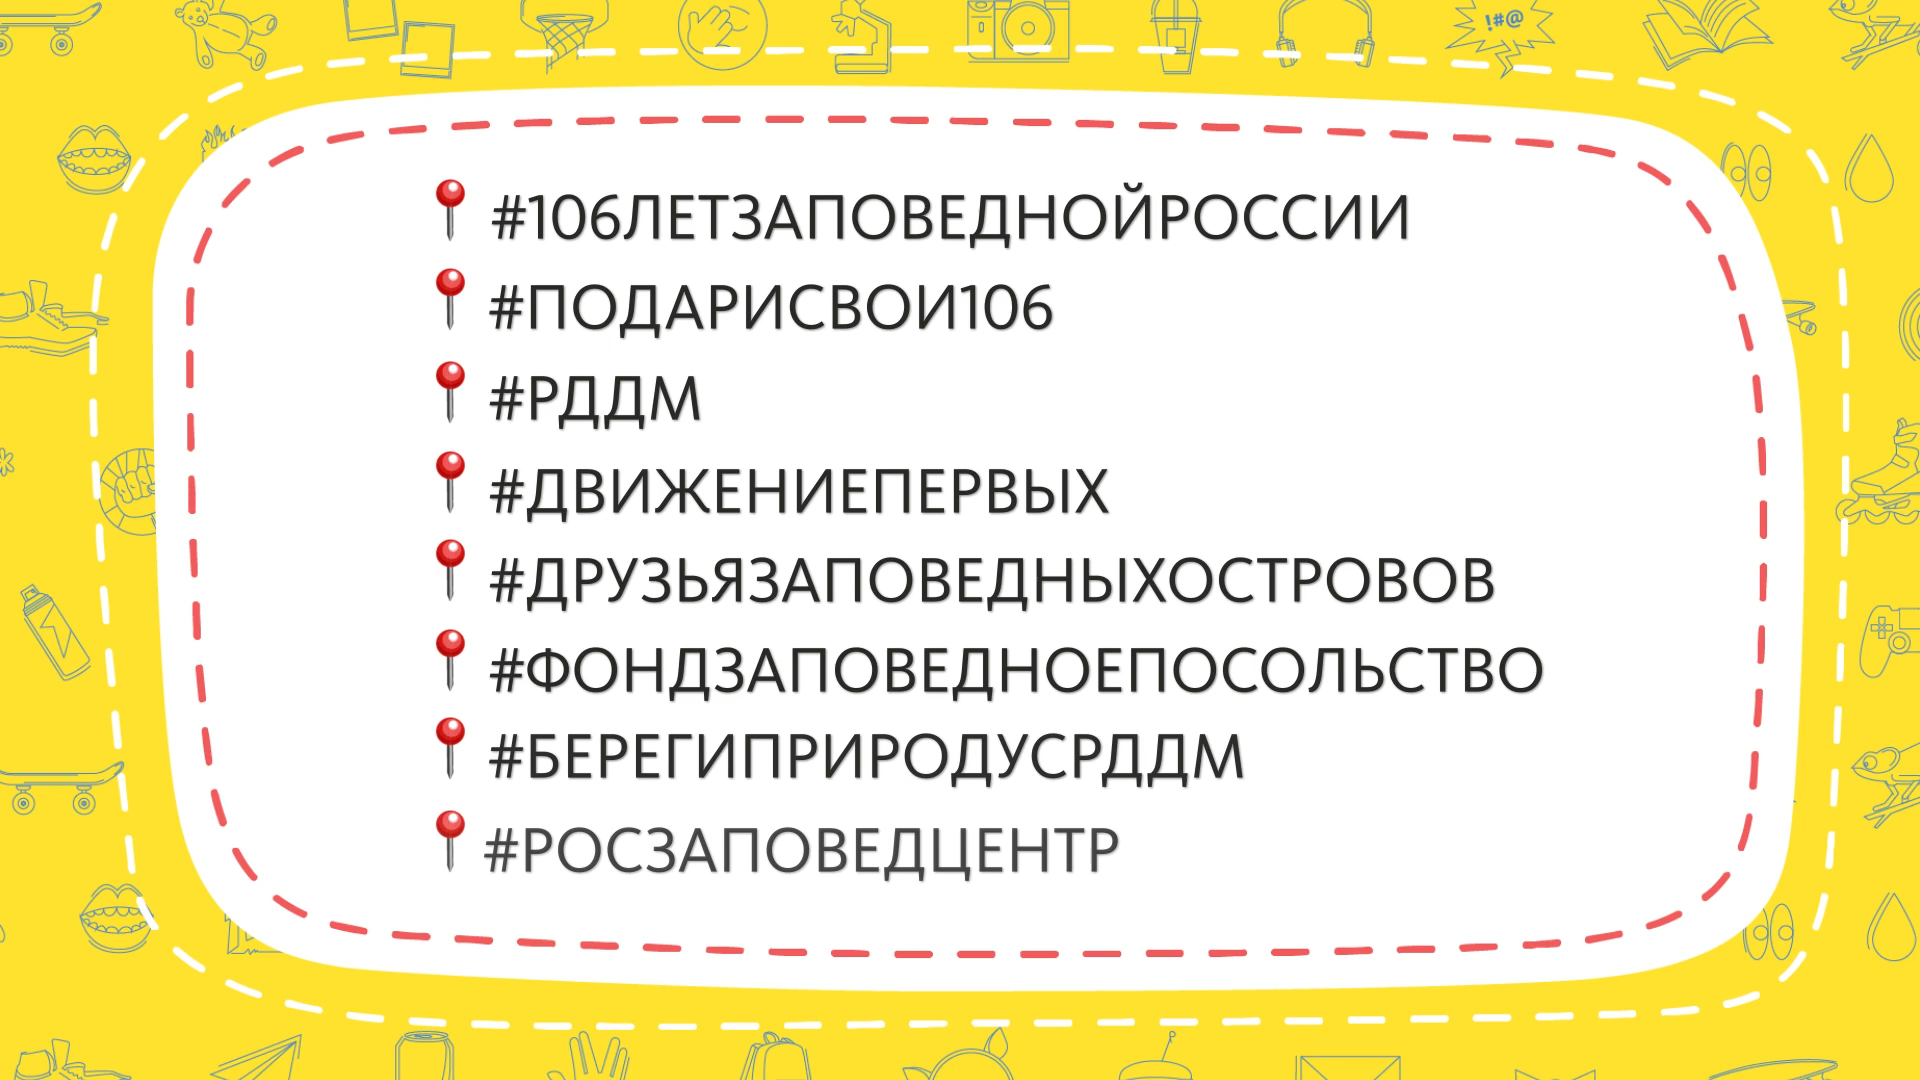 !#@
#106ЛЕТЗАПОВЕДНОЙРОССИИ
#ПОДАРИСВОИ106
#РДДМ
#ДВИЖЕНИЕПЕРВЫХ
#ДРУЗЬЯЗАПОВЕДНЫХОСТРОВОВ
#ФОНДЗАПОВЕДНОЕПОСОЛЬСТВО
#БЕРЕГИПРИРОДУСРДДМ
#РОСЗАПОВЕДЦЕНТР